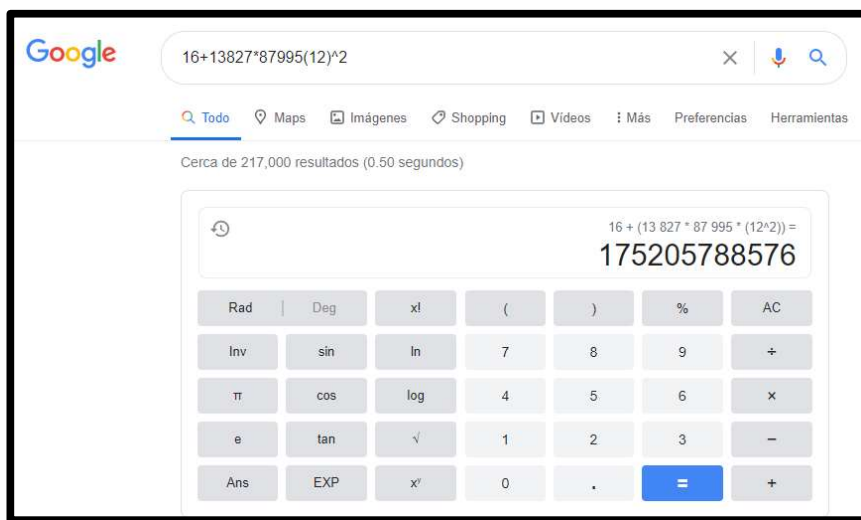 Google
16+13827*87995(12)^2
Todo Maps Imágenes Shopping Vídeos Más Preferencias Herramientas
Cerca de 217,000 resultados (0.50 segundos)
16 + (13 827 * 87 995 * (12^2)) =
175205788576
Rad | Deg x! ( ) % AC
Inv sin ln 7 8 9 ÷
π cos log 4 5 6 ×
e tan √ 1 2 3 −
Ans EXP xʸ 0 . = +